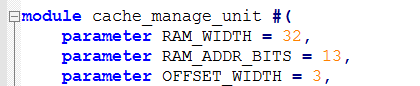 module cache_manage_unit #(
    parameter RAM_WIDTH = 32,
    parameter RAM_ADDR_BITS = 13,
    parameter OFFSET_WIDTH = 3,